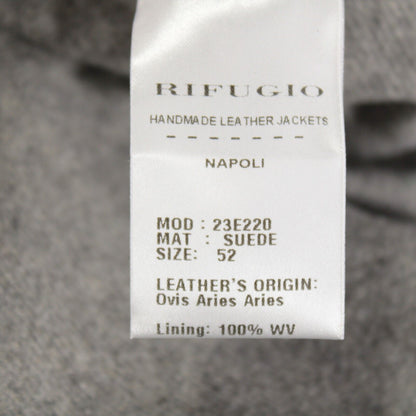 RIFUGIO
HANDMADE LEATHER JACKETS
- - - - - - -
NAPOLI
MOD : 23E220
MAT : SUEDE
SIZE: 52
LEATHER'S ORIGIN:
Ovis Aries Aries
Lining: 100% WV